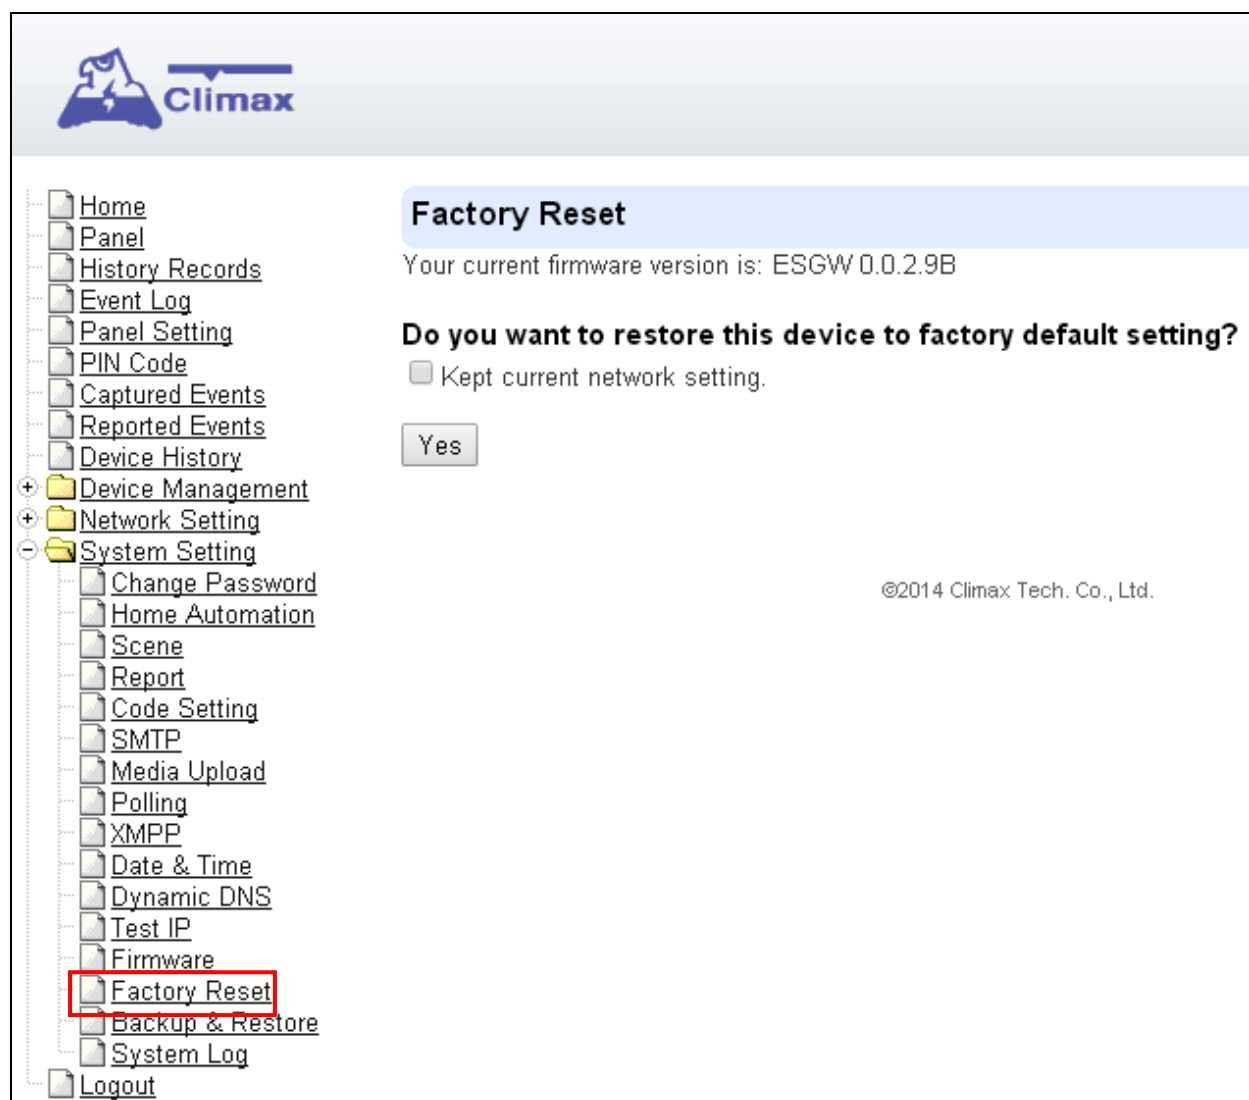 Climax
Home
Panel
History Records
Event Log
Panel Setting
PIN Code
Captured Events
Reported Events
Device History
Device Management
Network Setting
System Setting
Change Password
Home Automation
Scene
Report
Code Setting
SMTP
Media Upload
Polling
XMPP
Date & Time
Dynamic DNS
Test IP
Firmware
Factory Reset
Backup & Restore
System Log
Logout
Factory Reset
Your current firmware version is: ESGW 0.0.2.9B
Do you want to restore this device to factory default setting?
Kept current network setting.
Yes
©2014 Climax Tech. Co., Ltd.